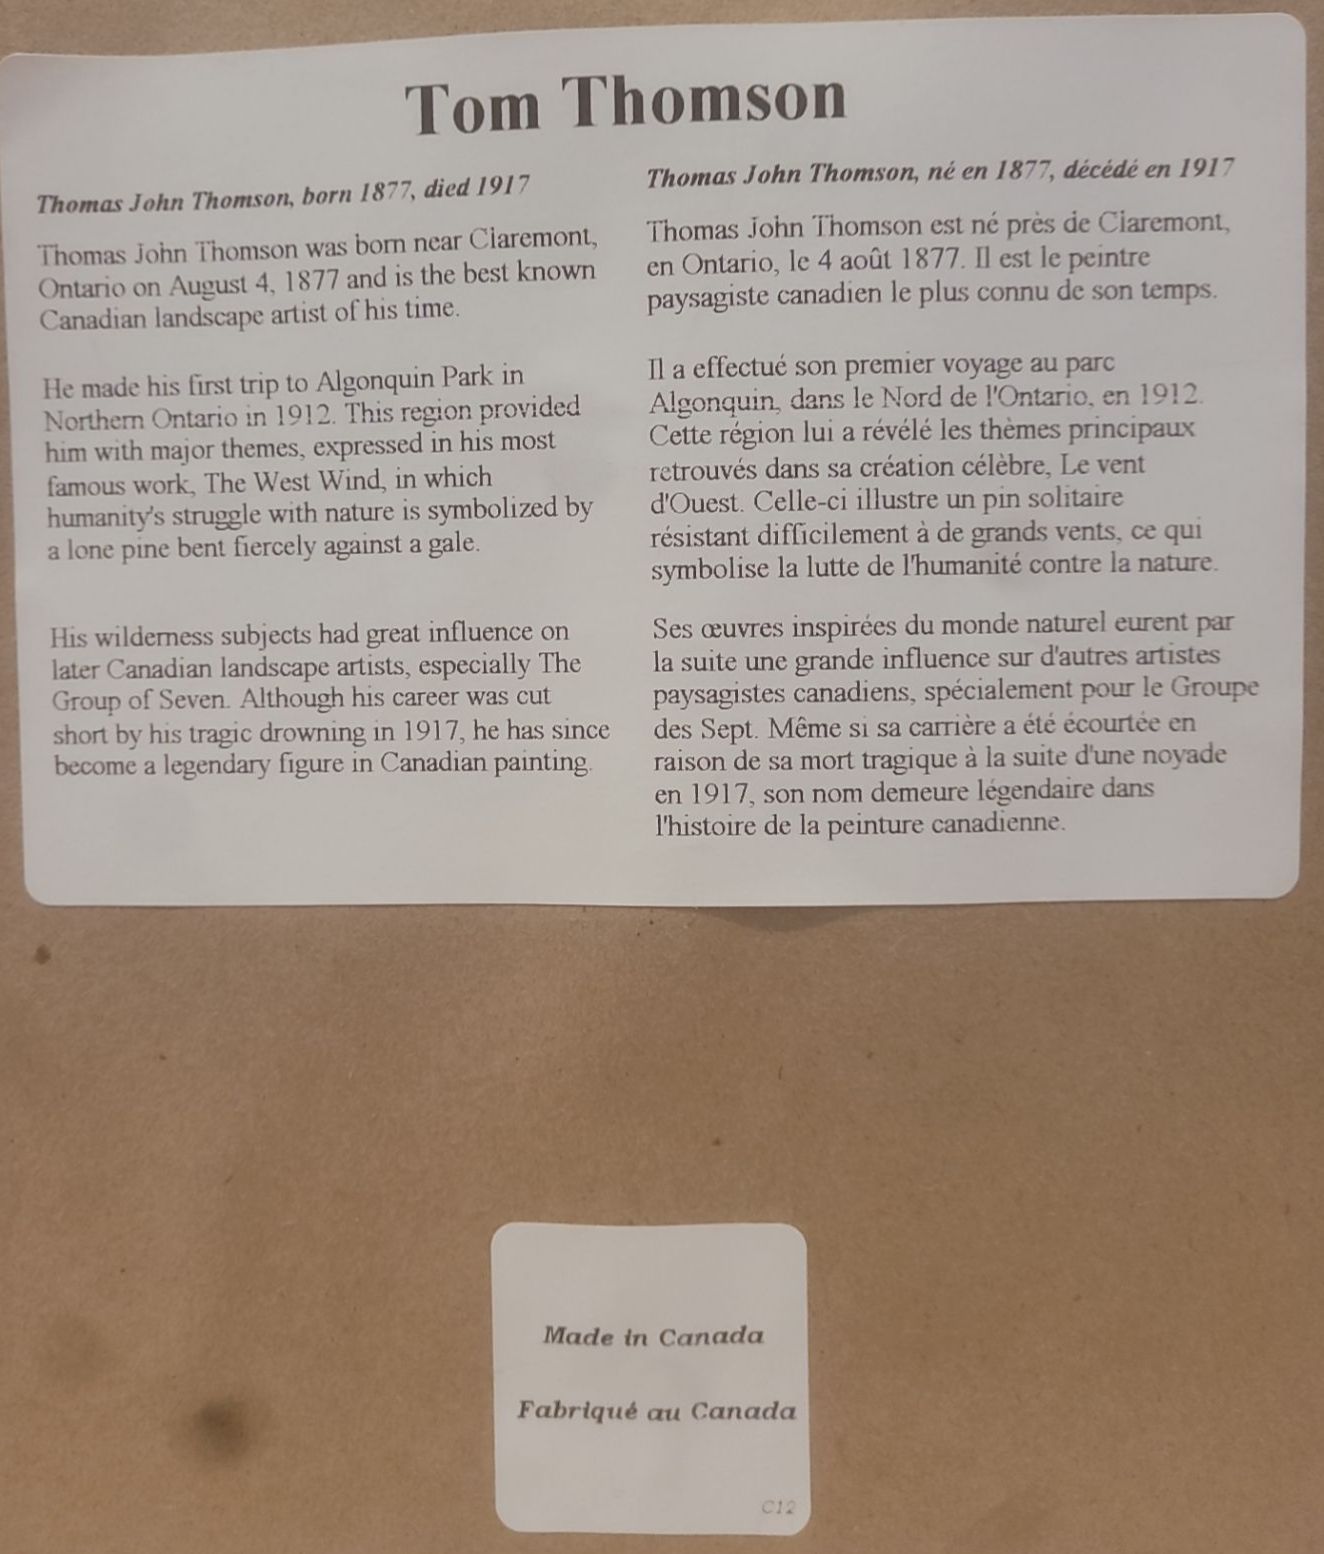 Tom Thomson
Thomas John Thomson, born 1877, died 1917
Thomas John Thomson was born near Claremont,
Ontario on August 4, 1877 and is the best known
Canadian landscape artist of his time.
He made his first trip to Algonquin Park in
Northern Ontario in 1912. This region provided
him with major themes, expressed in his most
famous work, The West Wind, in which
humanity's struggle with nature is symbolized by
a lone pine bent fiercely against a gale.
His wilderness subjects had great influence on
later Canadian landscape artists, especially The
Group of Seven. Although his career was cut
short by his tragic drowning in 1917, he has since
become a legendary figure in Canadian painting.
Thomas John Thomson, né en 1877, décédé en 1917
Thomas John Thomson est né près de Claremont,
en Ontario, le 4 août 1877. Il est le peintre
paysagiste canadien le plus connu de son temps.
Il a effectué son premier voyage au parc
Algonquin, dans le Nord de l'Ontario, en 1912.
Cette région lui a révélé les thèmes principaux
retrouvés dans sa création célèbre, Le vent
d'Ouest. Celle-ci illustre un pin solitaire
résistant difficilement à de grands vents, ce qui
symbolise la lutte de l'humanité contre la nature.
Ses œuvres inspirées du monde naturel eurent par
la suite une grande influence sur d'autres artistes
paysagistes canadiens, spécialement pour le Groupe
des Sept. Même si sa carrière a été écourtée en
raison de sa mort tragique à la suite d'une noyade
en 1917, son nom demeure légendaire dans
l'histoire de la peinture canadienne.
Made in Canada
Fabriqué au Canada
C12